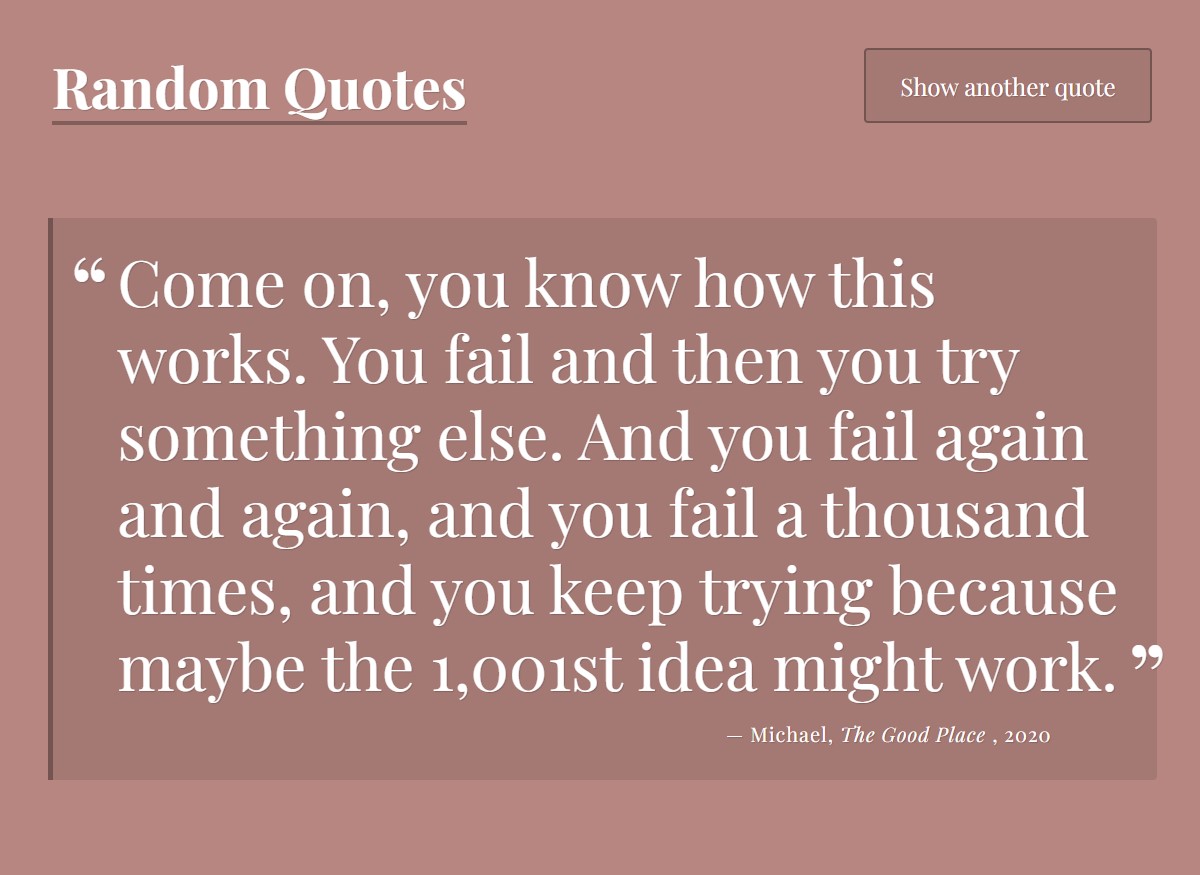 Random Quotes
Show another quote
“ Come on, you know how this
works. You fail and then you try
something else. And you fail again
and again, and you fail a thousand
times, and you keep trying because
maybe the 1,001st idea might work. ”
— Michael, The Good Place , 2020